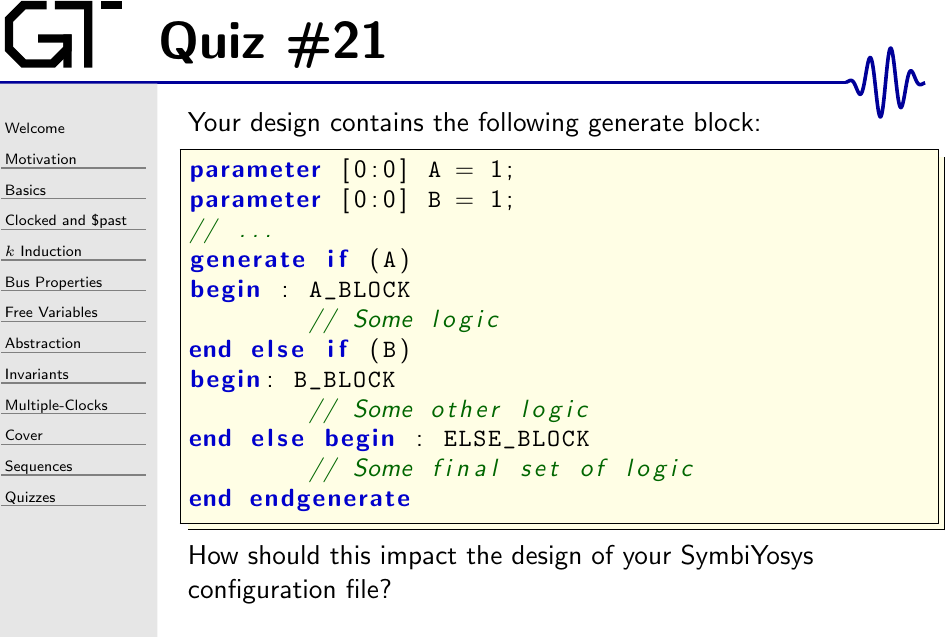 GT
Quiz #21
Welcome
Motivation
Basics
Clocked and $past
k Induction
Bus Properties
Free Variables
Abstraction
Invariants
Multiple-Clocks
Cover
Sequences
Quizzes
Your design contains the following generate block:
parameter [0:0] A = 1;
parameter [0:0] B = 1;
// ...
generate if (A)
begin : A_BLOCK
// Some logic
end else if (B)
begin: B_BLOCK
// Some other logic
end else begin : ELSE_BLOCK
// Some final set of logic
end endgenerate
How should this impact the design of your SymbiYosys
configuration file?